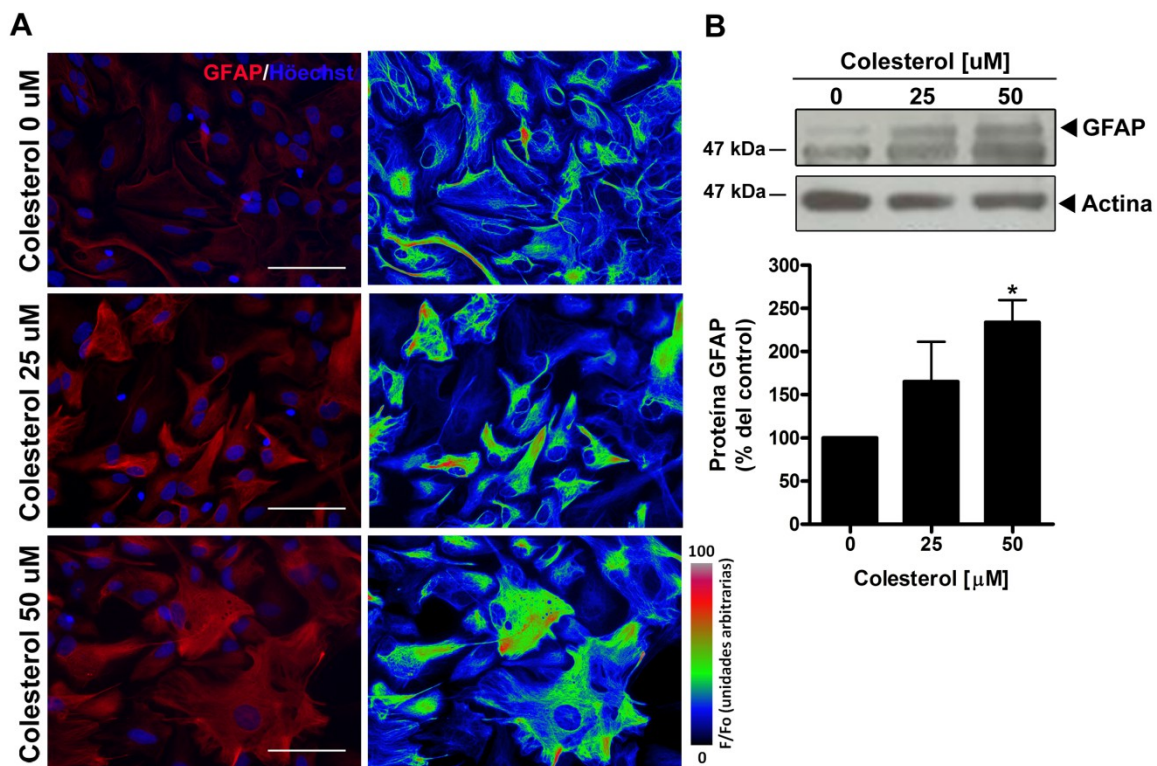 A
Colesterol 0 uM
GFAP/Höechst
Colesterol 25 uM
Colesterol 50 uM
100
F/Fo (unidades arbitrarias)
0
B
Colesterol [uM]
0 25 50
GFAP
47 kDa
47 kDa
Actina
Proteína GFAP
(% del control)
300
250
200
150
100
50
0
*
0 25 50
Colesterol [µM]